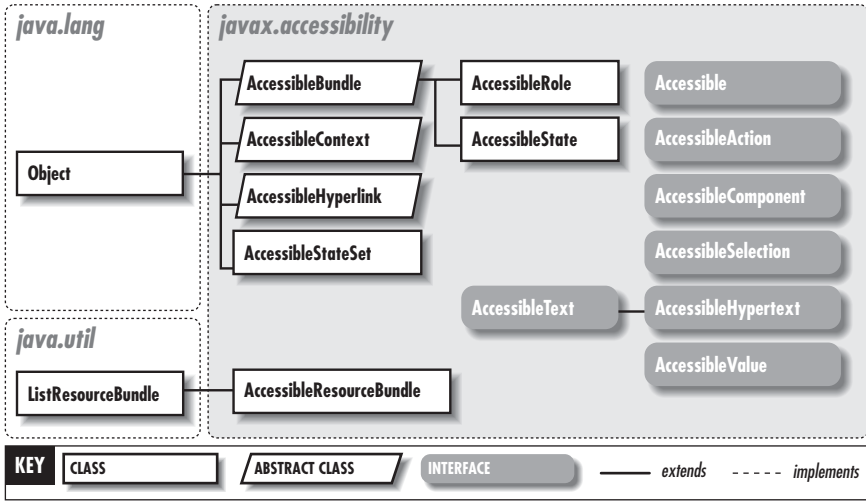 java.lang
javax.accessibility
AccessibleBundle
AccessibleRole
Accessible
AccessibleContext
AccessibleState
AccessibleAction
Object
AccessibleHyperlink
AccessibleComponent
AccessibleStateSet
AccessibleSelection
AccessibleText
AccessibleHypertext
java.util
AccessibleValue
ListResourceBundle
AccessibleResourceBundle
KEY
CLASS
ABSTRACT CLASS
INTERFACE
extends
implements